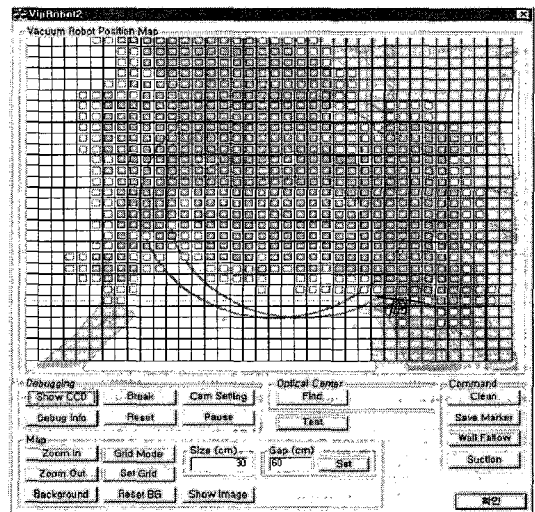 VipRobot2
Vacuum Robot Position Map
Debugging
Optical Center
Command
Show CCD Break Cam Setting Find Clean
Debug Info Reset Pause Test Save Marker
Wall Follow
Map
Zoom In Grid Mode Size (cm) 30 Gap (cm) 60 Set
Suction
Zoom Out Set Grid
Background Reset BG Show Image
확인